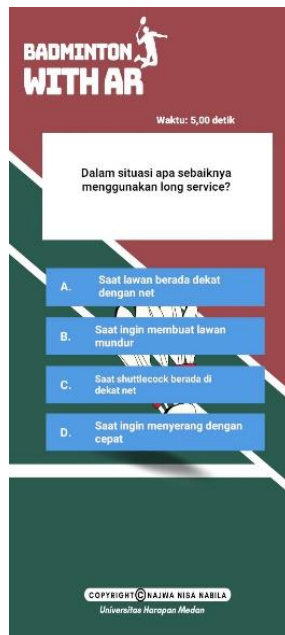 BADMINTON
WITH AR
Waktu: 5,00 detik
Dalam situasi apa sebaiknya
menggunakan long service?
A. Saat lawan berada dekat
dengan net
B. Saat ingin membuat lawan
mundur
C. Saat shuttlecock berada di
dekat net
D. Saat ingin menyerang dengan
cepat
COPYRIGHT©NAJWA NISA NABILA
Universitas Harapan Medan